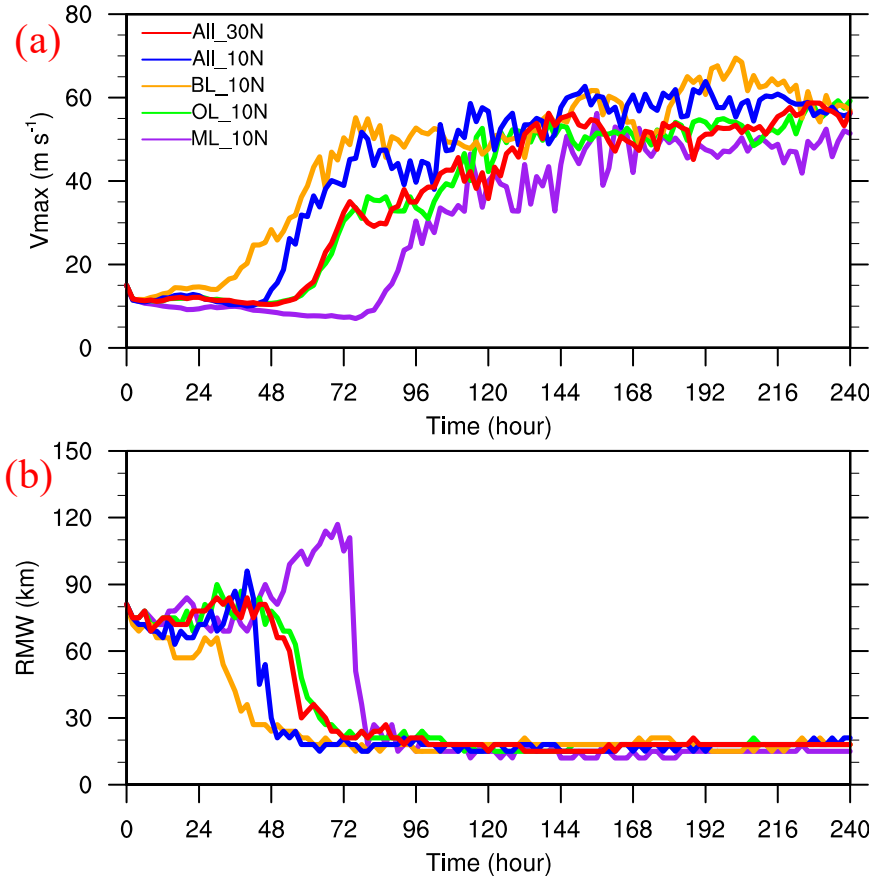 (a)
80
60
40
20
0
Vmax (m s⁻¹)
All_30N
All_10N
BL_10N
OL_10N
ML_10N
0 24 48 72 96 120 144 168 192 216 240
Time (hour)
(b)
150
120
90
60
30
0
RMW (km)
0 24 48 72 96 120 144 168 192 216 240
Time (hour)